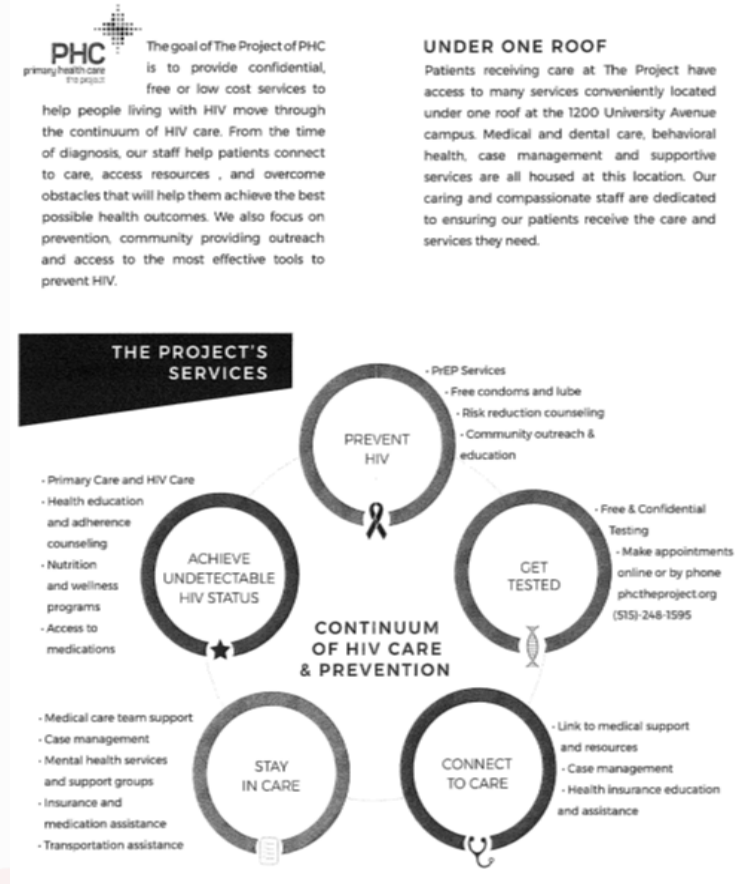 PHC
primary health care
the project
The goal of The Project of PHC
is to provide confidential,
free or low cost services to
help people living with HIV move through
the continuum of HIV care. From the time
of diagnosis, our staff help patients connect
to care, access resources , and overcome
obstacles that will help them achieve the best
possible health outcomes. We also focus on
prevention, community providing outreach
and access to the most effective tools to
prevent HIV.
UNDER ONE ROOF
Patients receiving care at The Project have
access to many services conveniently located
under one roof at the 1200 University Avenue
campus. Medical and dental care, behavioral
health, case management and supportive
services are all housed at this location. Our
caring and compassionate staff are dedicated
to ensuring our patients receive the care and
services they need.
THE PROJECT'S
SERVICES
PREVENT
HIV
- PrEP Services
- Free condoms and lube
- Risk reduction counseling
- Community outreach &
education
GET
TESTED
- Free & Confidential
Testing
- Make appointments
online or by phone
phctheproject.org
(515)-248-1595
CONNECT
TO CARE
- Link to medical support
and resources
- Case management
- Health insurance education
and assistance
STAY
IN CARE
- Medical care team support
- Case management
- Mental health services
and support groups
- Insurance and
medication assistance
- Transportation assistance
ACHIEVE
UNDETECTABLE
HIV STATUS
- Primary Care and HIV Care
- Health education
and adherence
counseling
- Nutrition
and wellness
programs
- Access to
medications
CONTINUUM
OF HIV CARE
& PREVENTION